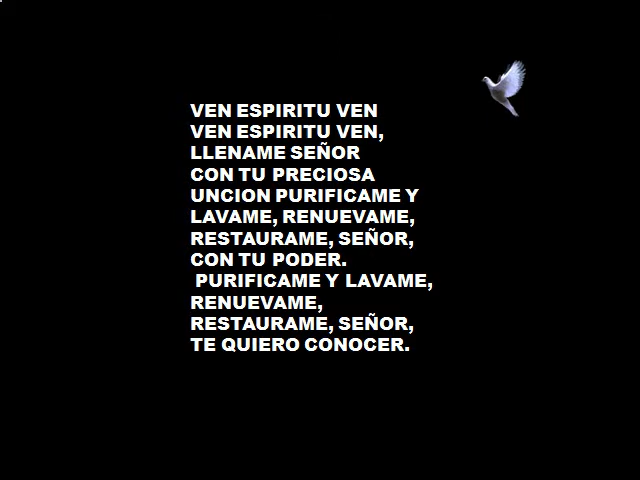 VEN ESPIRITU VEN
VEN ESPIRITU VEN,
LLENAME SEÑOR
CON TU PRECIOSA
UNCION PURIFICAME Y
LAVAME, RENUEVAME,
RESTAURAME, SEÑOR,
CON TU PODER.
PURIFICAME Y LAVAME,
RENUEVAME,
RESTAURAME, SEÑOR,
TE QUIERO CONOCER.